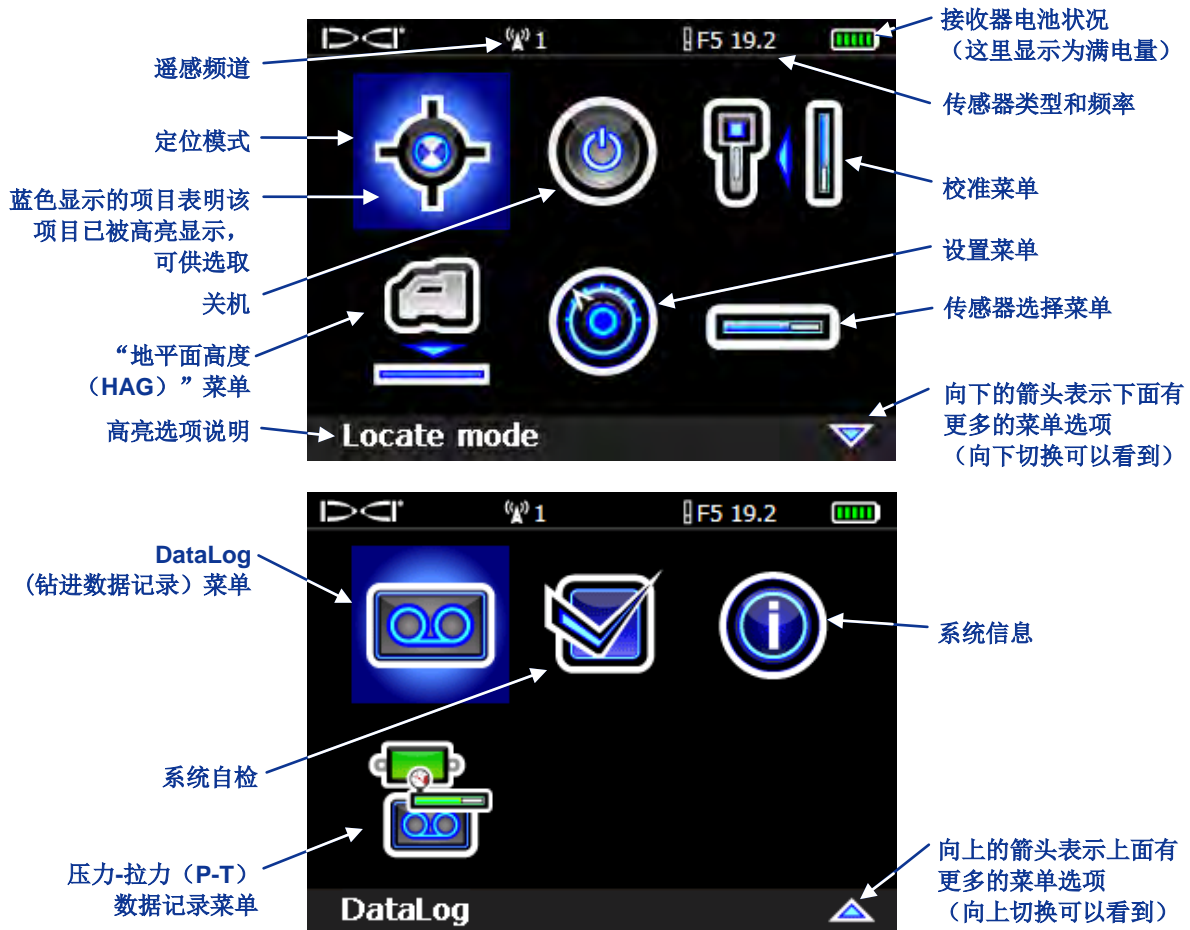 DCI
1
F5 19.2
遥感频道
定位模式
蓝色显示的项目表明该
项目已被高亮显示，
可供选取
关机
“地平面高度
（HAG）”菜单
高亮选项说明
接收器电池状况
（这里显示为满电量）
传感器类型和频率
校准菜单
设置菜单
传感器选择菜单
向下的箭头表示下面有
更多的菜单选项
（向下切换可以看到）
Locate mode
DCI
1
F5 19.2
DataLog
(钻进数据记录）菜单
系统自检
压力-拉力（P-T）
数据记录菜单
系统信息
向上的箭头表示上面有
更多的菜单选项
（向上切换可以看到）
DataLog